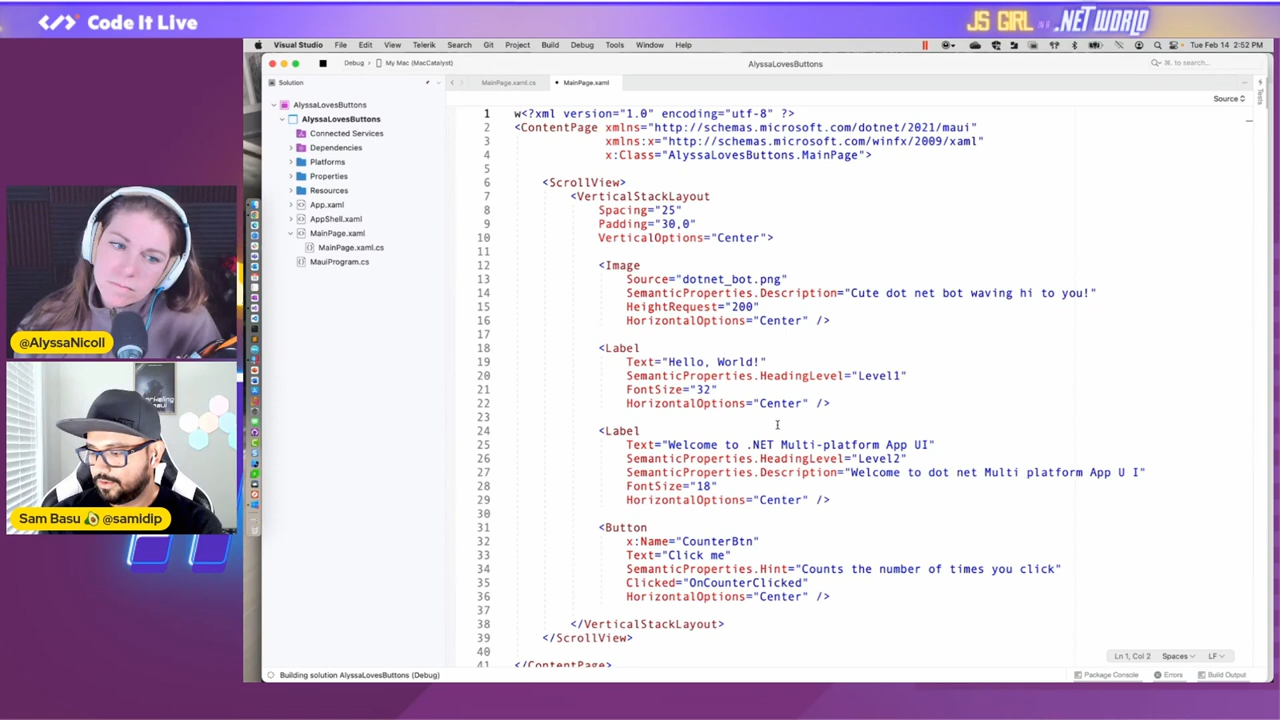 </> Code It Live
JS GIRL IN A .NET WORLD
Visual Studio File Edit View Telerik Search Git Project Build Debug Tools Window Help
Tue Feb 14 2:52 PM
Debug > My Mac (MacCatalyst)
AlyssaLovesButtons
⌘. to search...
Solution
MainPage.xaml.cs
MainPage.xaml
Source
Tests
AlyssaLovesButtons
AlyssaLovesButtons
Connected Services
Dependencies
Platforms
Properties
Resources
App.xaml
AppShell.xaml
MainPage.xaml
MainPage.xaml.cs
MauiProgram.cs
1 w<?xml version="1.0" encoding="utf-8" ?>
2 <ContentPage xmlns="http://schemas.microsoft.com/dotnet/2021/maui"
3 xmlns:x="http://schemas.microsoft.com/winfx/2009/xaml"
4 x:Class="AlyssaLovesButtons.MainPage">
5
6 <ScrollView>
7 <VerticalStackLayout
8 Spacing="25"
9 Padding="30,0"
10 VerticalOptions="Center">
11
12 <Image
13 Source="dotnet_bot.png"
14 SemanticProperties.Description="Cute dot net bot waving hi to you!"
15 HeightRequest="200"
16 HorizontalOptions="Center" />
17
18 <Label
19 Text="Hello, World!"
20 SemanticProperties.HeadingLevel="Level1"
21 FontSize="32"
22 HorizontalOptions="Center" />
23
24 <Label
25 Text="Welcome to .NET Multi-platform App UI"
26 SemanticProperties.HeadingLevel="Level2"
27 SemanticProperties.Description="Welcome to dot net Multi platform App U I"
28 FontSize="18"
29 HorizontalOptions="Center" />
30
31 <Button
32 x:Name="CounterBtn"
33 Text="Click me"
34 SemanticProperties.Hint="Counts the number of times you click"
35 Clicked="OnCounterClicked"
36 HorizontalOptions="Center" />
37
38 </VerticalStackLayout>
39 </ScrollView>
40
41 </ContentPage>
Ln 1, Col 2 Spaces LF
Building solution AlyssaLovesButtons (Debug)
Package Console Errors Build Output
@AlyssaNicoll
Sam Basu 🥑 @samidip